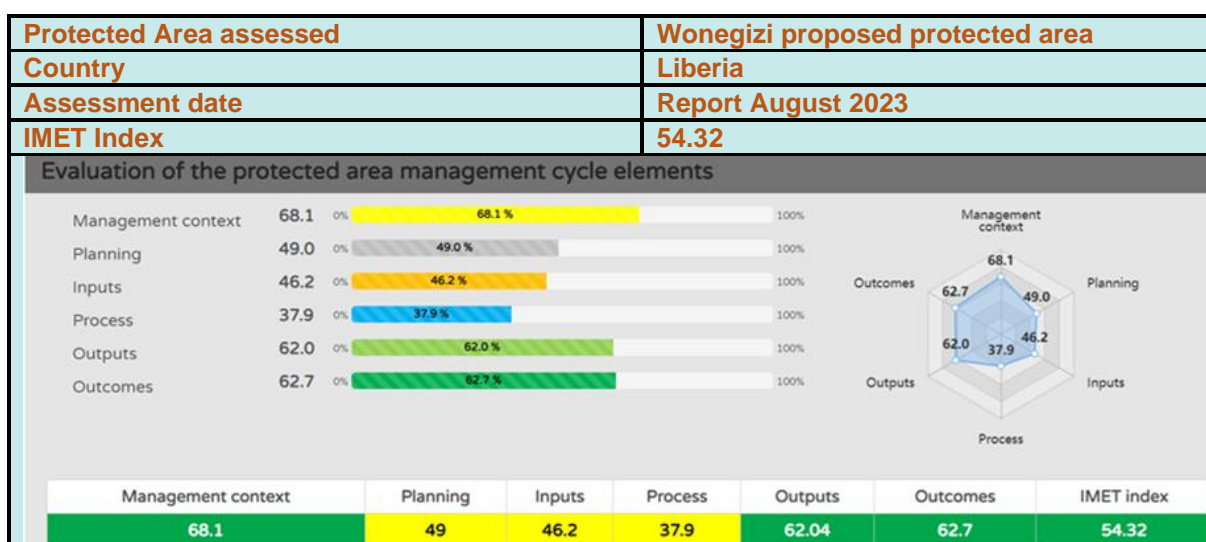 Protected Area assessed Wonegizi proposed protected area
Country Liberia
Assessment date Report August 2023
IMET Index 54.32
Evaluation of the protected area management cycle elements
Management context 68.1 0% 68.1 % 100%
Planning 49.0 0% 49.0 % 100%
Inputs 46.2 0% 46.2 % 100%
Process 37.9 0% 37.9 % 100%
Outputs 62.0 0% 62.0 % 100%
Outcomes 62.7 0% 62.7 % 100%
Management
context
68.1
Outcomes 62.7 49.0 Planning
62.0 37.9 46.2
Outputs Inputs
Process
Management context Planning Inputs Process Outputs Outcomes IMET index
68.1 49 46.2 37.9 62.04 62.7 54.32